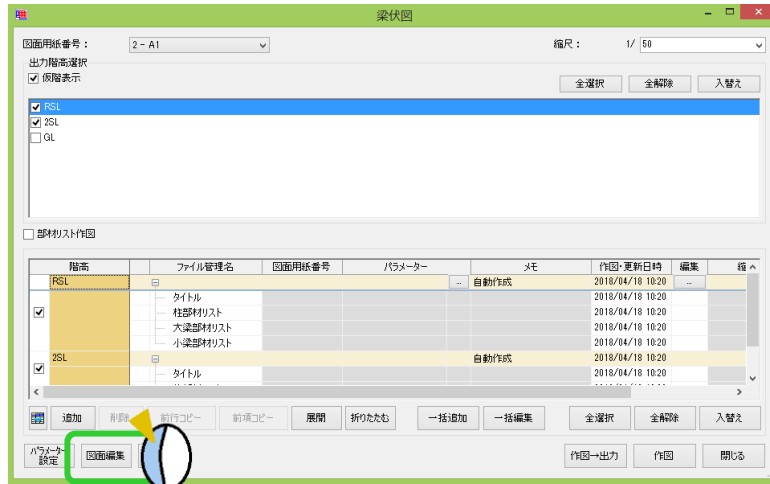 梁伏図
図面用紙番号： 2 - A1 縮尺： 1/ 50
出力階高選択
仮階表示 全選択 全解除 入替え
RSL
2SL
GL
部材リスト作図
階高 ファイル管理名 図面用紙番号 パラメーター メモ 作図・更新日時 編集
RSL ... 自動作成 2018/04/18 10:20 ...
タイトル 2018/04/18 10:20
柱部材リスト 2018/04/18 10:20
大梁部材リスト 2018/04/18 10:20
小梁部材リスト 2018/04/18 10:20
2SL 自動作成 2018/04/18 10:20
タイトル 2018/04/18 10:20
追加 削除 前行コピー 前項コピー 展開 折りたたむ 一括追加 一括編集 全選択 全解除 入替え
パラメーター
設定 図面編集 作図→出力 作図 閉じる